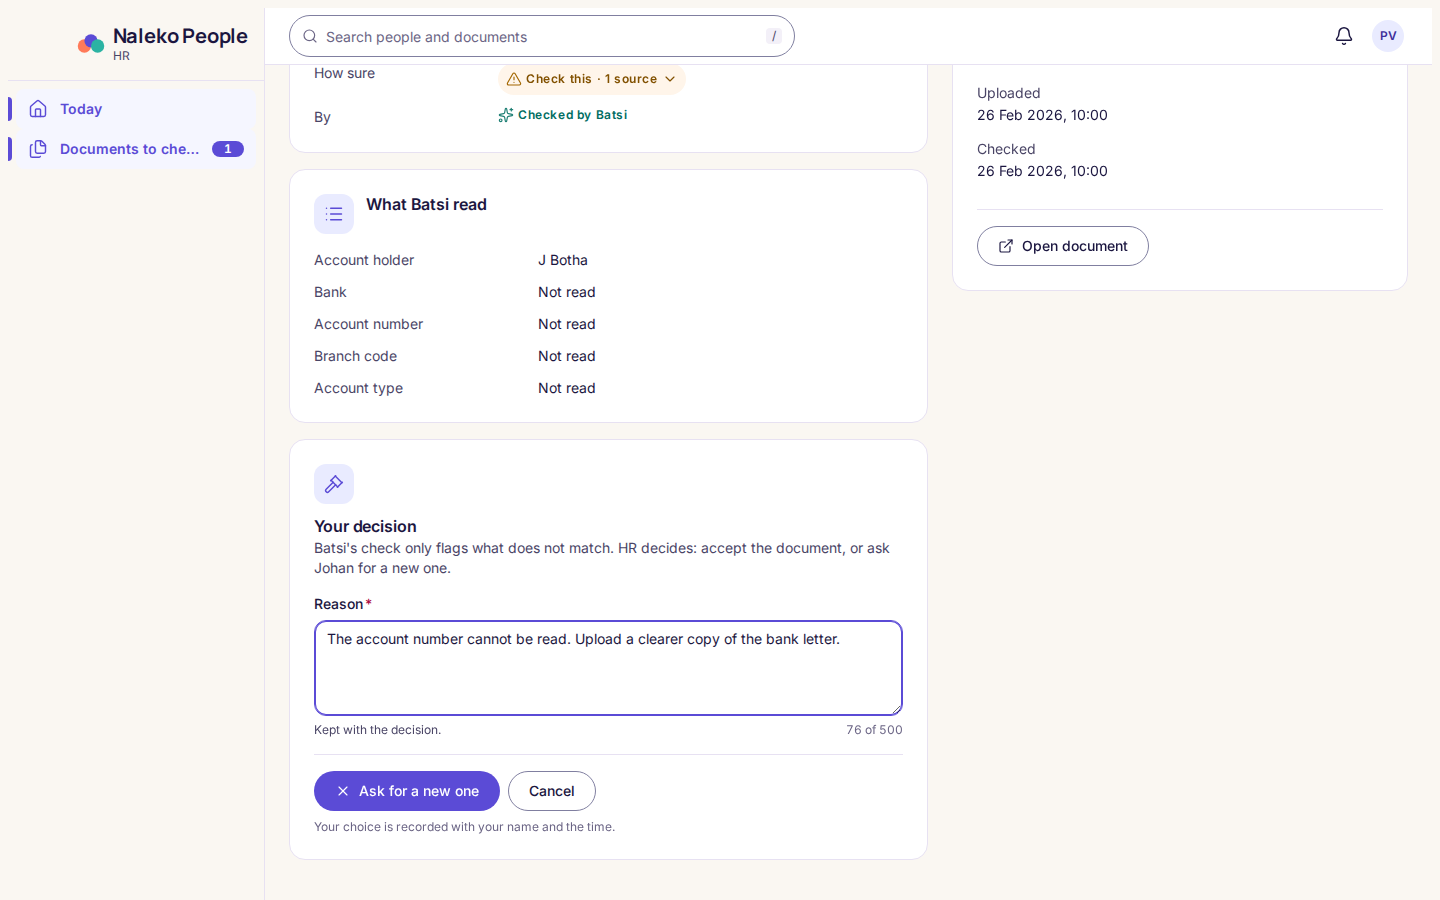 Naleko People
HR
Search people and documents
/
PV
Today
Documents to che...
1
How sure
Check this · 1 source
By
Checked by Batsi
What Batsi read
Account holder
J Botha
Bank
Not read
Account number
Not read
Branch code
Not read
Account type
Not read
Your decision
Batsi's check only flags what does not match. HR decides: accept the document, or ask
Johan for a new one.
Reason *
The account number cannot be read. Upload a clearer copy of the bank letter.
Kept with the decision.
76 of 500
Ask for a new one
Cancel
Your choice is recorded with your name and the time.
Uploaded
26 Feb 2026, 10:00
Checked
26 Feb 2026, 10:00
Open document